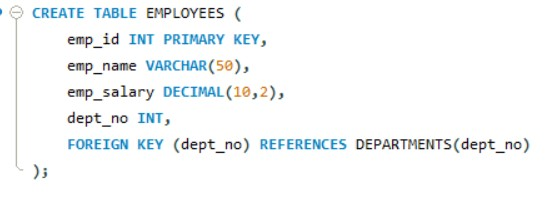 CREATE TABLE EMPLOYEES (
emp_id INT PRIMARY KEY,
emp_name VARCHAR(50),
emp_salary DECIMAL(10,2),
dept_no INT,
FOREIGN KEY (dept_no) REFERENCES DEPARTMENTS(dept_no)
);